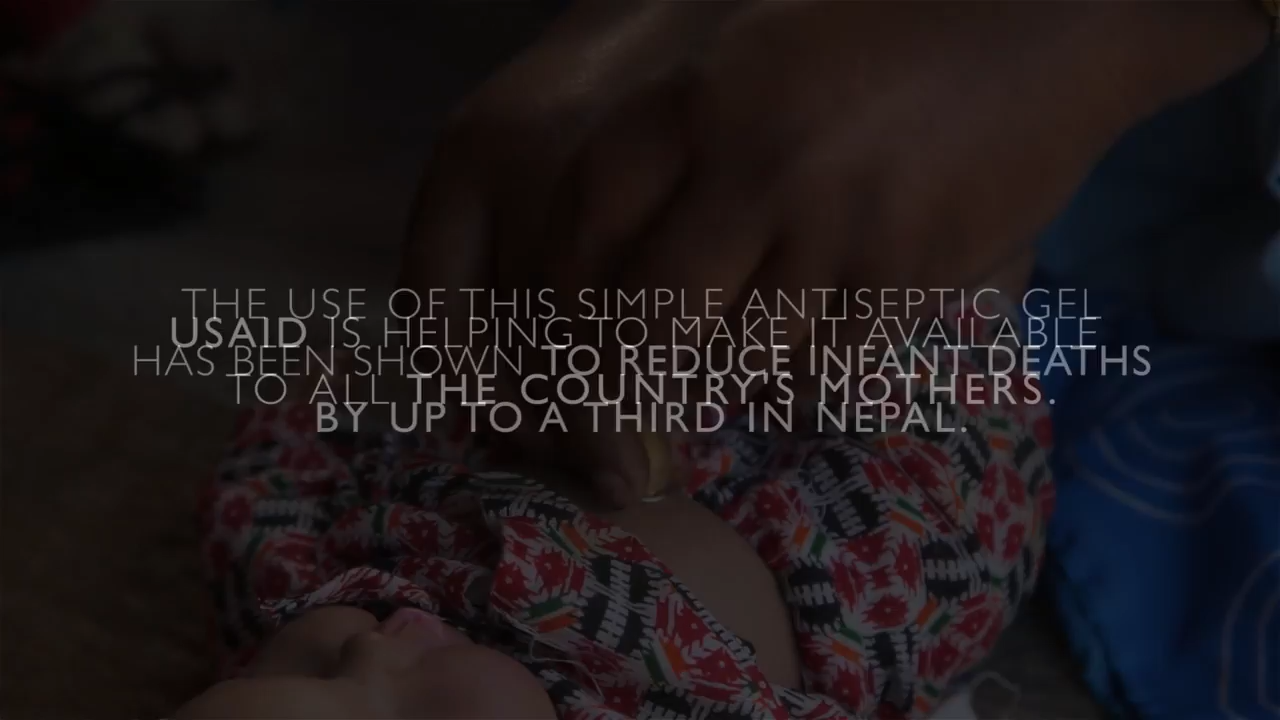 THE USE OF THIS SIMPLE ANTISEPTIC GEL
USAID IS HELPING TO MAKE IT AVAILABLE
HAS BEEN SHOWN TO REDUCE INFANT DEATHS
TO ALL THE COUNTRY'S MOTHERS.
BY UP TO A THIRD IN NEPAL.